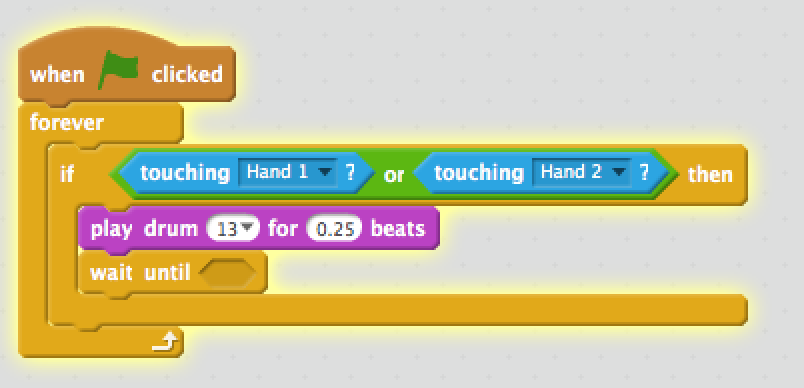 when clicked
forever
if touching Hand 1 ? or touching Hand 2 ? then
play drum 13 for 0.25 beats
wait until